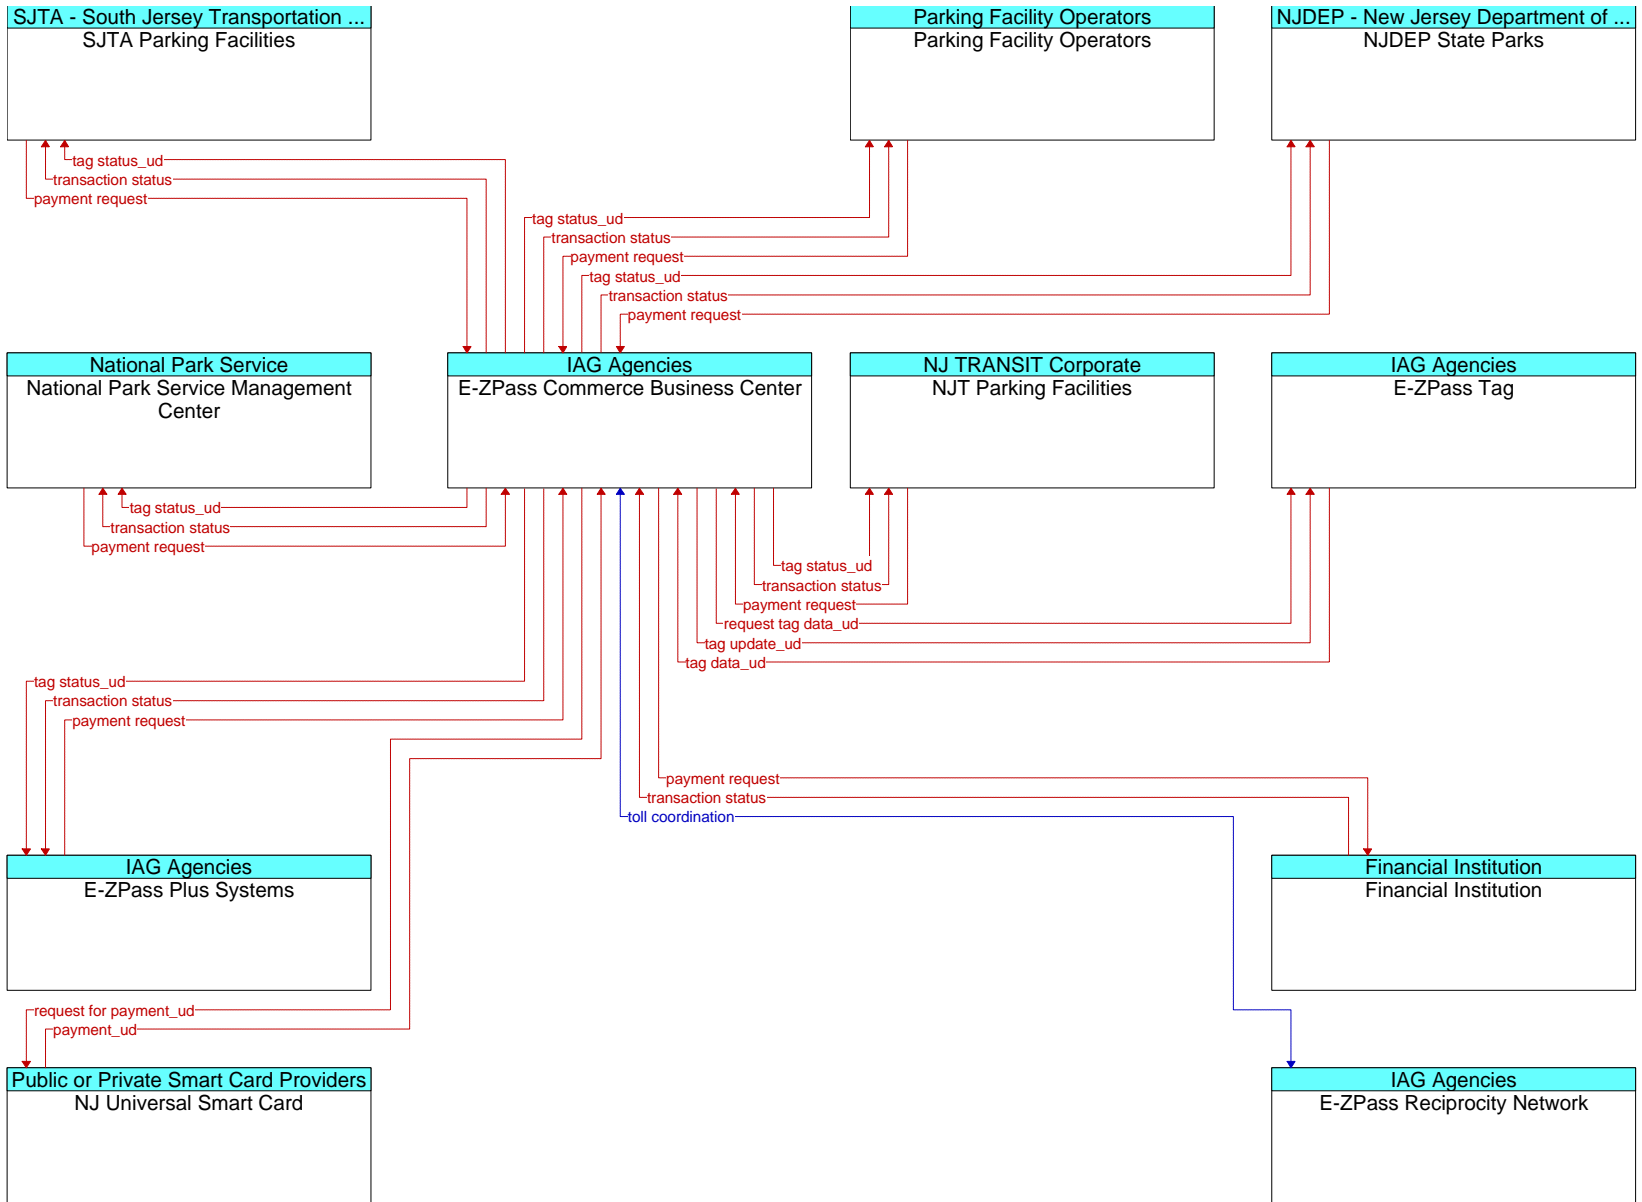 SJTA - South Jersey Transportation ...
SJTA Parking Facilities
Parking Facility Operators
Parking Facility Operators
NJDEP - New Jersey Department of ...
NJDEP State Parks
tag status_ud
transaction status
payment request
tag status_ud
transaction status
payment request
tag status_ud
transaction status
payment request
National Park Service
National Park Service Management
Center
IAG Agencies
E-ZPass Commerce Business Center
NJ TRANSIT Corporate
NJT Parking Facilities
IAG Agencies
E-ZPass Tag
tag status_ud
transaction status
payment request
tag status_ud
transaction status
payment request
request tag data_ud
tag update_ud
tag data_ud
tag status_ud
transaction status
payment request
payment request
transaction status
toll coordination
IAG Agencies
E-ZPass Plus Systems
Financial Institution
Financial Institution
request for payment_ud
payment_ud
Public or Private Smart Card Providers
NJ Universal Smart Card
IAG Agencies
E-ZPass Reciprocity Network